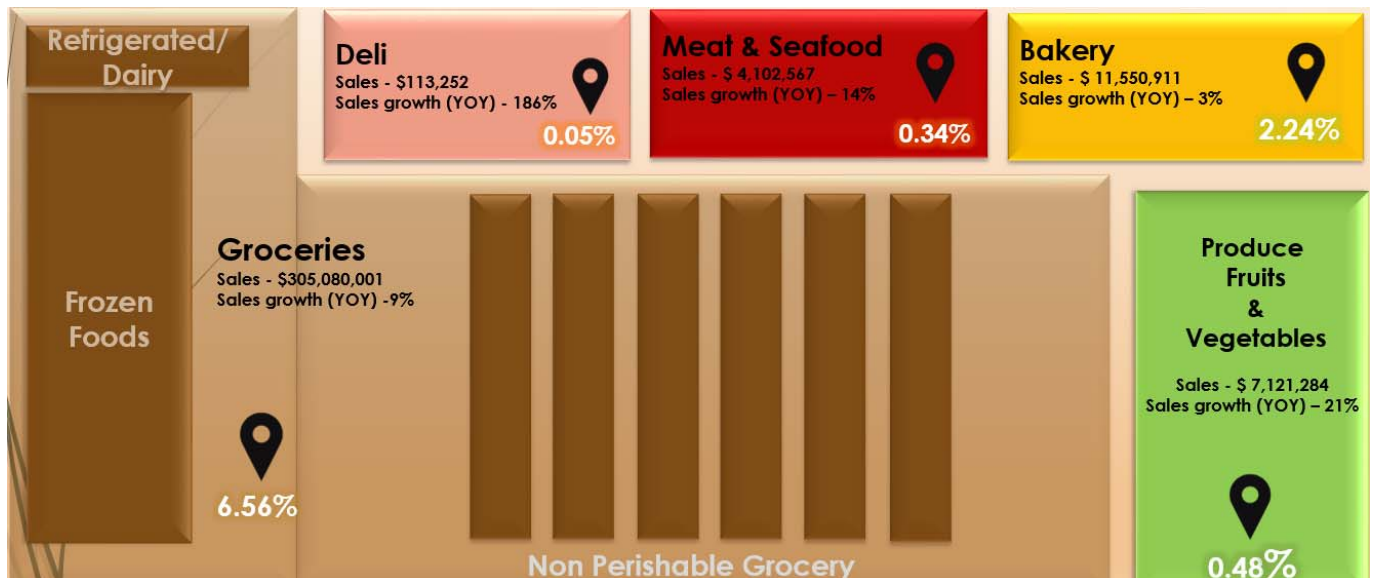 Refrigerated/
Dairy
Frozen
Foods
Groceries
Sales - $305,080,001
Sales growth (YOY) -9%
6.56%
Deli
Sales - $113,252
Sales growth (YOY) - 186%
0.05%
Meat & Seafood
Sales - $ 4,102,567
Sales growth (YOY) – 14%
0.34%
Bakery
Sales - $ 11,550,911
Sales growth (YOY) – 3%
2.24%
Produce
Fruits
&
Vegetables
Sales - $ 7,121,284
Sales growth (YOY) – 21%
0.48%
Non Perishable Grocery